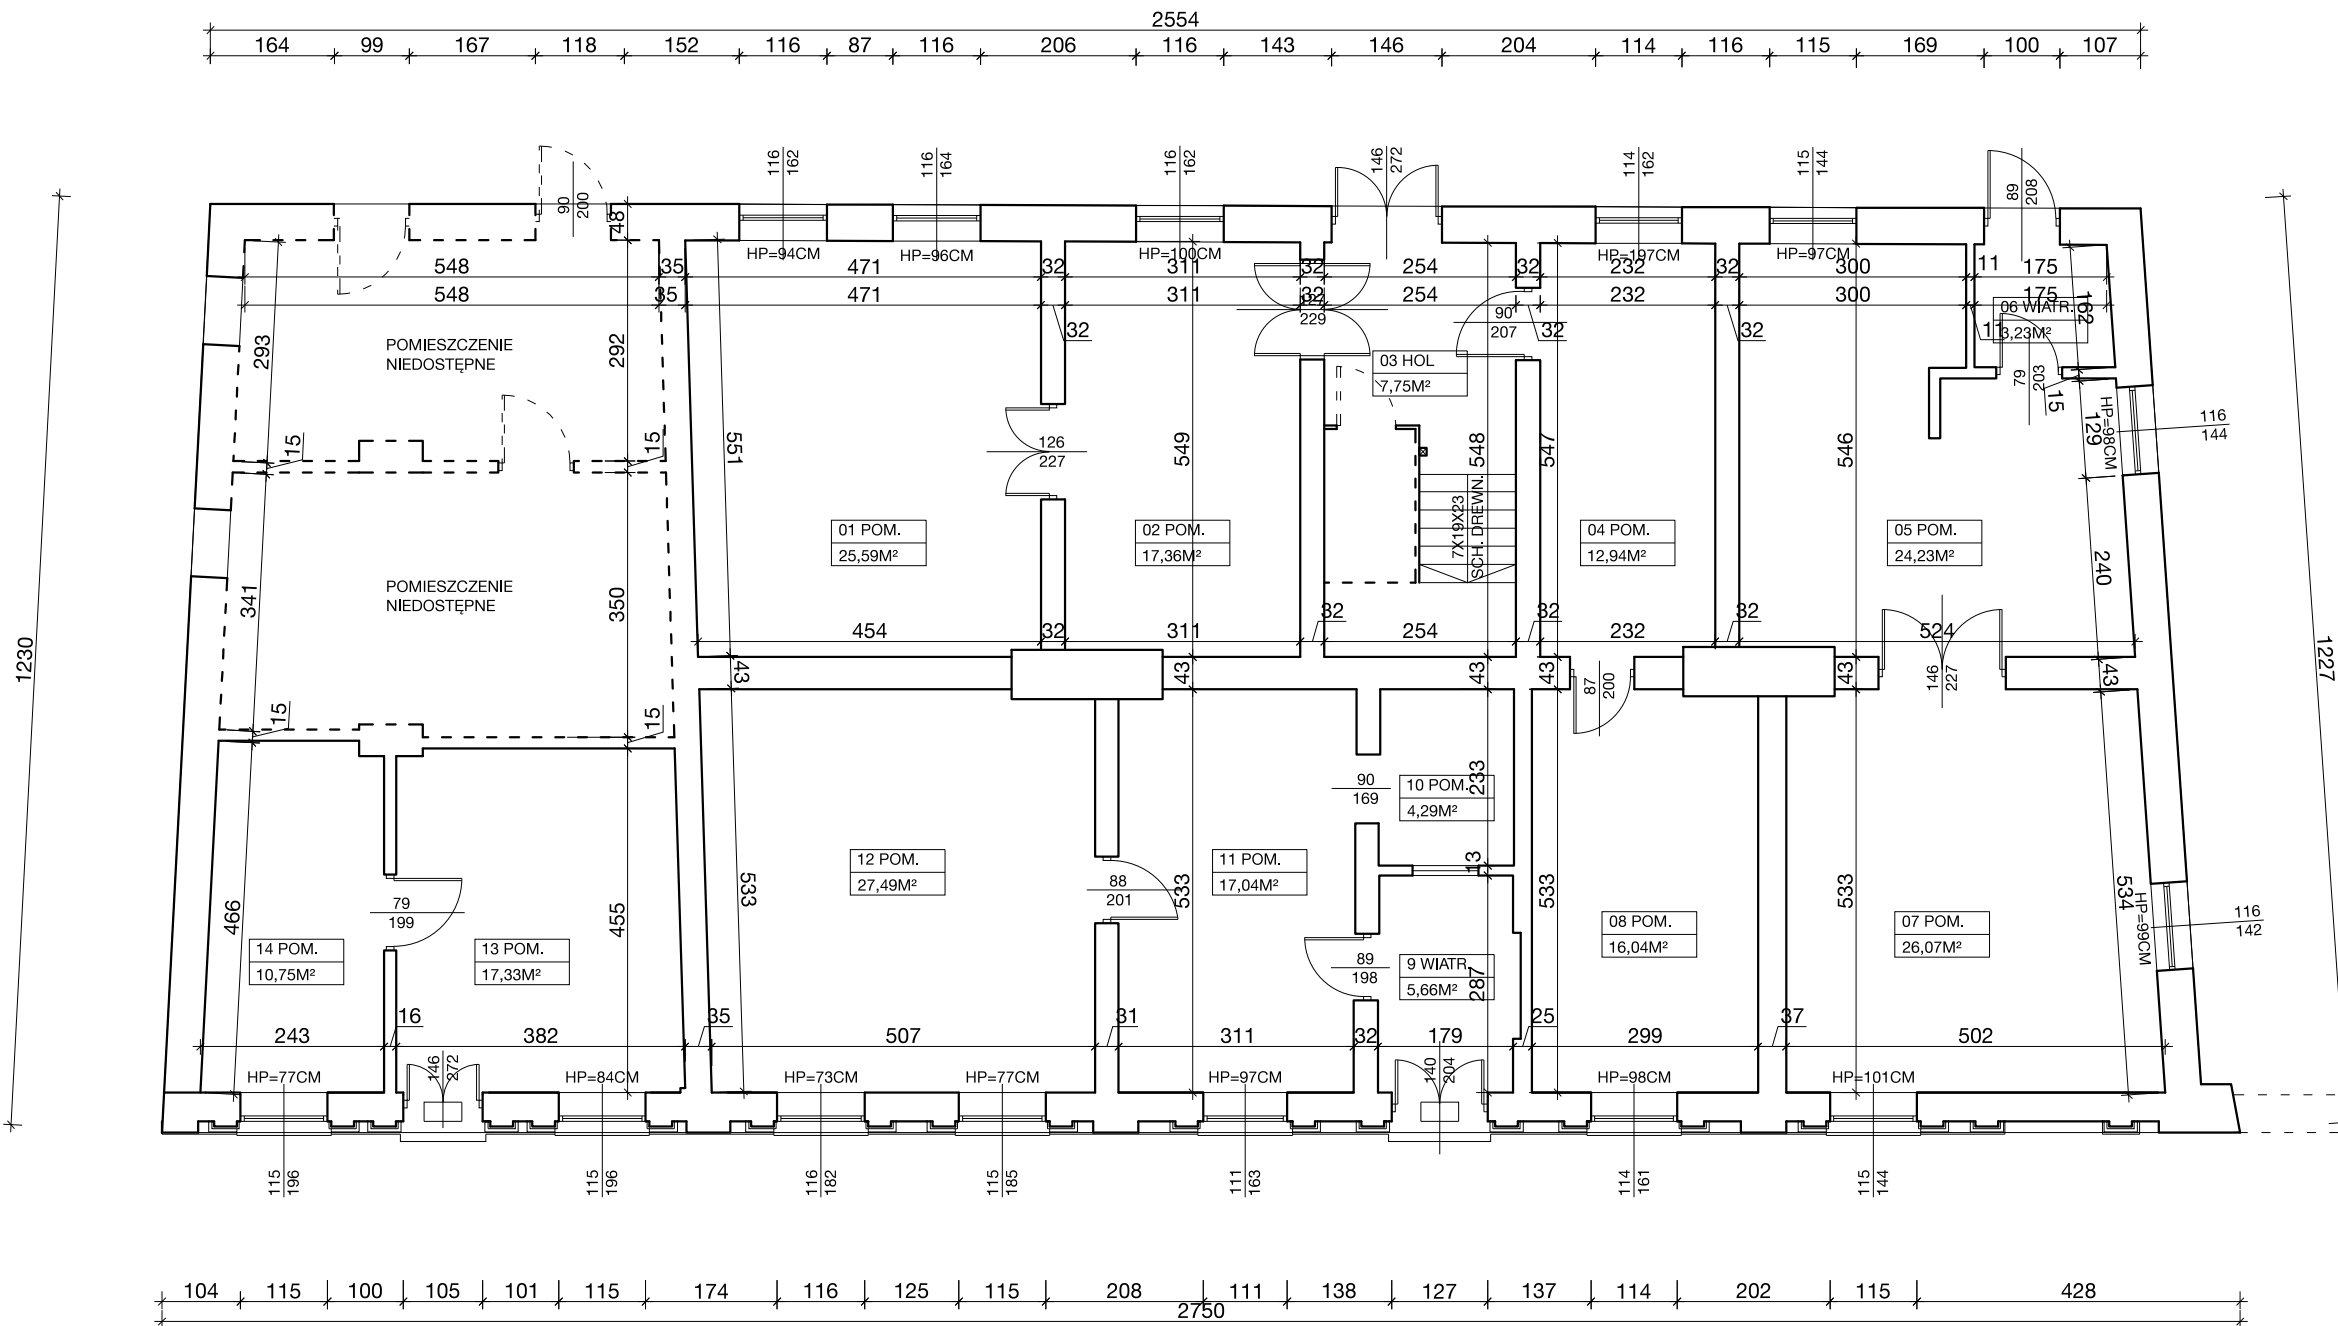 2554
164 99 167 118 152 116 87 116 206 116 143 146 204 114 116 115 169 100 107
90 200
116 162
116 164
116 162
146 272
114 162
115 144
89 208
48
HP=94CM
HP=96CM
HP=100CM
HP=197CM
HP=97CM
548 35 471 32 311 32 254 32 232 32 300 11 175
548 35 471 311 32 254 232 300 175
32
229
90
207
32
32
32
11
06 WIATR.
3,23M²
162
79 203
15
129
HP=98CM
116
144
293
POMIESZCZENIE
NIEDOSTĘPNE
292
03 HOL
7,75M²
15
15
551
126
227
549
548
547
546
01 POM.
25,59M²
02 POM.
17,36M²
7X19X23
SCH. DREWN.
04 POM.
12,94M²
05 POM.
24,23M²
240
POMIESZCZENIE
NIEDOSTĘPNE
341
350
32
32
32
454 32 311 254 232 524
1230
1227
43
43
43
43
43
43
87 200
146 227
15
15
90
169
10 POM.
4,29M²
233
13
12 POM.
27,49M²
11 POM.
17,04M²
533
88
201
533
533
533
534
466
79
199
455
14 POM.
10,75M²
13 POM.
17,33M²
89
198
9 WIATR.
5,66M²
287
08 POM.
16,04M²
07 POM.
26,07M²
HP=99CM
116
142
16
35
31
25
37
243 382 507 311 32 179 299 502
146 272
140 204
HP=77CM
HP=84CM
HP=73CM
HP=77CM
HP=97CM
HP=98CM
HP=101CM
115 196
115 196
116 182
115 185
111 163
114 161
115 144
104 115 100 105 101 115 174 116 125 115 208 111 138 127 137 114 202 115 428
2750